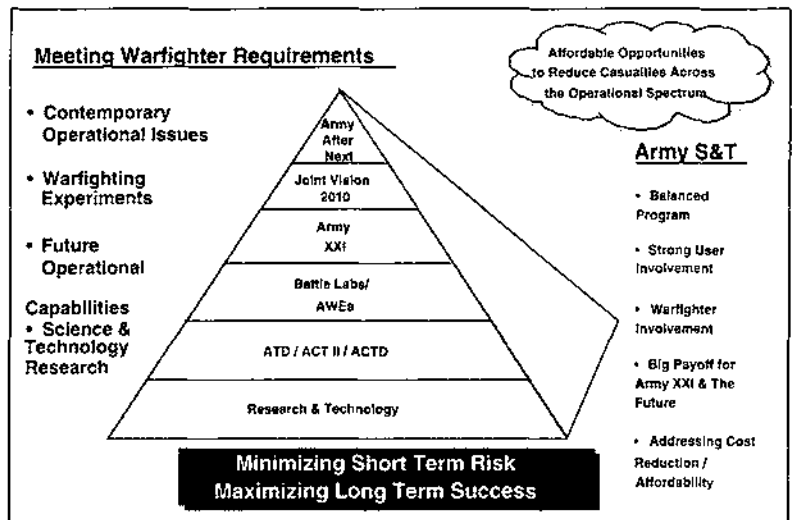 Meeting Warfighter Requirements
• Contemporary
Operational Issues
• Warfighting
Experiments
• Future
Operational
Capabilities
• Science &
Technology
Research
Army
After
Next
Joint Vision
2010
Army
XXI
Battle Labs/
AWEs
ATD / ACT II / ACTD
Research & Technology
Affordable Opportunities
to Reduce Casualties Across
the Operational Spectrum
Army S&T
• Balanced
Program
• Strong User
Involvement
• Warfighter
Involvement
• Big Payoff for
Army XXI & The
Future
• Addressing Cost
Reduction /
Affordability
Minimizing Short Term Risk
Maximizing Long Term Success